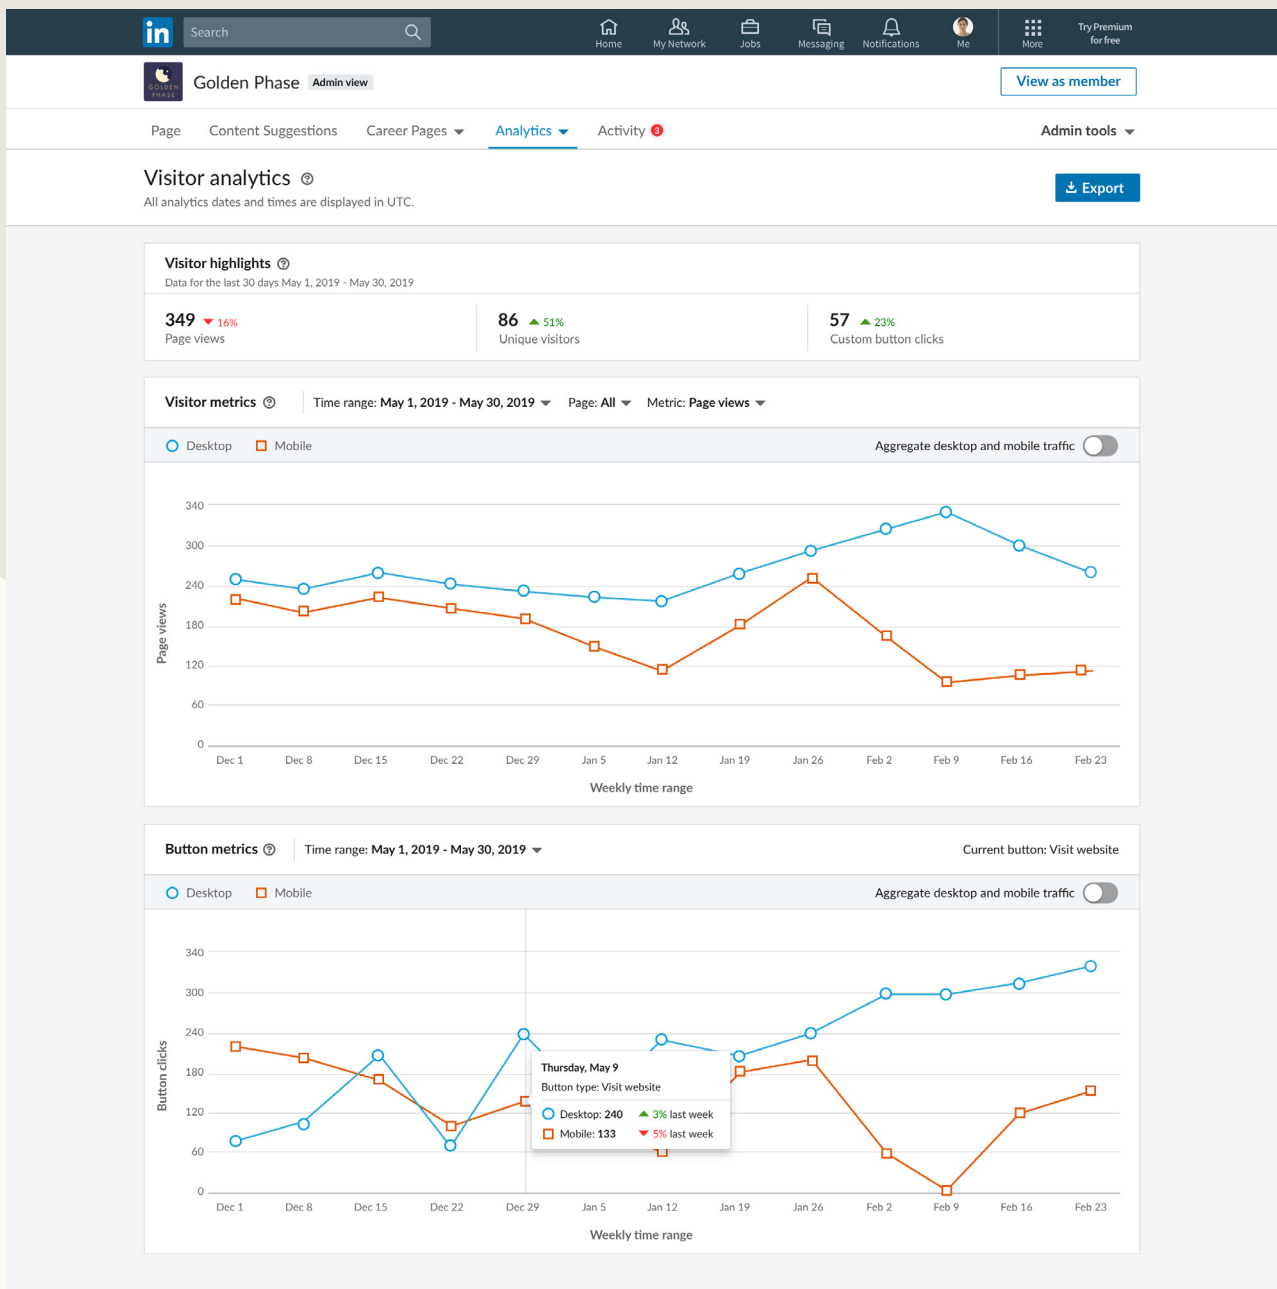 in Search Home My Network Jobs Messaging Notifications Me More Try Premium for free
GOLDEN PHASE
Golden Phase Admin view View as member
Page Content Suggestions Career Pages Analytics Activity 3 Admin tools
Visitor analytics ?
All analytics dates and times are displayed in UTC.
Export
Visitor highlights ?
Data for the last 30 days May 1, 2019 - May 30, 2019
349 16% 86 51% 57 23%
Page views Unique visitors Custom button clicks
Visitor metrics ? Time range: May 1, 2019 - May 30, 2019 Page: All Metric: Page views
Desktop Mobile Aggregate desktop and mobile traffic
340
300
240
180
120
60
0
Page views
Dec 1 Dec 8 Dec 15 Dec 22 Dec 29 Jan 5 Jan 12 Jan 19 Jan 26 Feb 2 Feb 9 Feb 16 Feb 23
Weekly time range
Button metrics ? Time range: May 1, 2019 - May 30, 2019 Current button: Visit website
Desktop Mobile Aggregate desktop and mobile traffic
340
300
240
180
120
60
0
Button clicks
Thursday, May 9
Button type: Visit website
Desktop: 240 3% last week
Mobile: 133 5% last week
Dec 1 Dec 8 Dec 15 Dec 22 Dec 29 Jan 5 Jan 12 Jan 19 Jan 26 Feb 2 Feb 9 Feb 16 Feb 23
Weekly time range